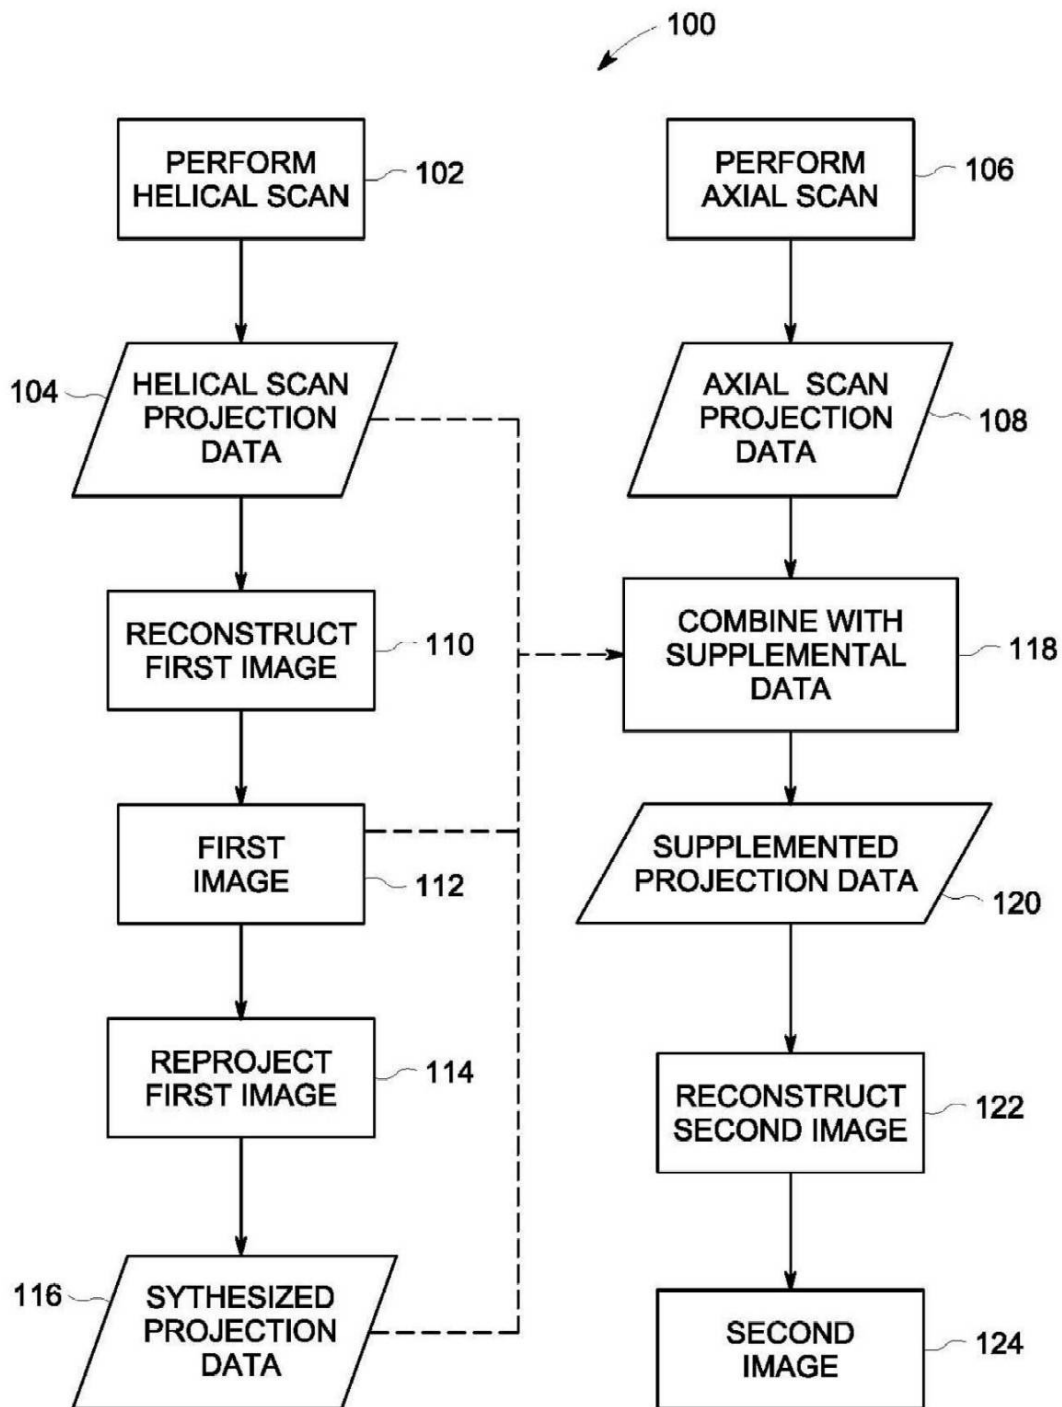 100
PERFORM
HELICAL SCAN
102
104
HELICAL SCAN
PROJECTION
DATA
RECONSTRUCT
FIRST IMAGE
110
FIRST
IMAGE
112
REPROJECT
FIRST IMAGE
114
116
SYTHESIZED
PROJECTION
DATA
PERFORM
AXIAL SCAN
106
AXIAL SCAN
PROJECTION
DATA
108
COMBINE WITH
SUPPLEMENTAL
DATA
118
SUPPLEMENTED
PROJECTION DATA
120
RECONSTRUCT
SECOND IMAGE
122
SECOND
IMAGE
124